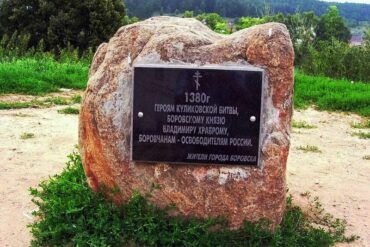 1380г
ГЕРОЯМ КУЛИКОВСКОЙ БИТВЫ,
БОРОВСКОМУ КНЯЗЮ
ВЛАДИМИРУ ХРАБРОМУ,
БОРОВЧАНАМ - ОСВОБОДИТЕЛЯМ РОССИИ.
ЖИТЕЛИ ГОРОДА БОРОВСКА